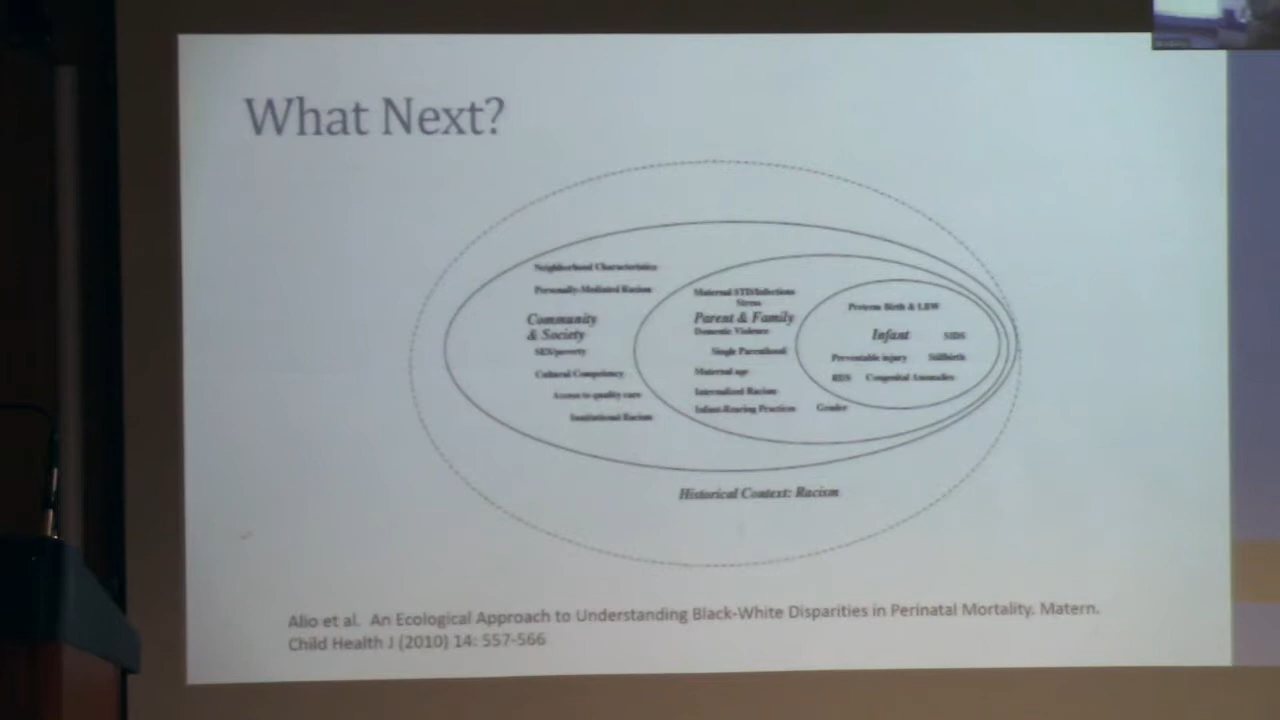 What Next?
Neighborhood Characteristics
Personally-Mediated Racism
Community
& Society
SES/poverty
Cultural Competency
Access to quality care
Institutional Racism
Maternal STD/Infections
Stress
Parent & Family
Domestic Violence
Single Parenthood
Maternal age
Internalized Racism
Infant-Rearing Practices
Gender
Preterm Birth & LBW
Infant
SIDS
Preventable injury
Stillbirth
RDS
Congenital Anomalies
Historical Context: Racism
Alio et al. An Ecological Approach to Understanding Black-White Disparities in Perinatal Mortality. Matern.
Child Health J (2010) 14: 557-566